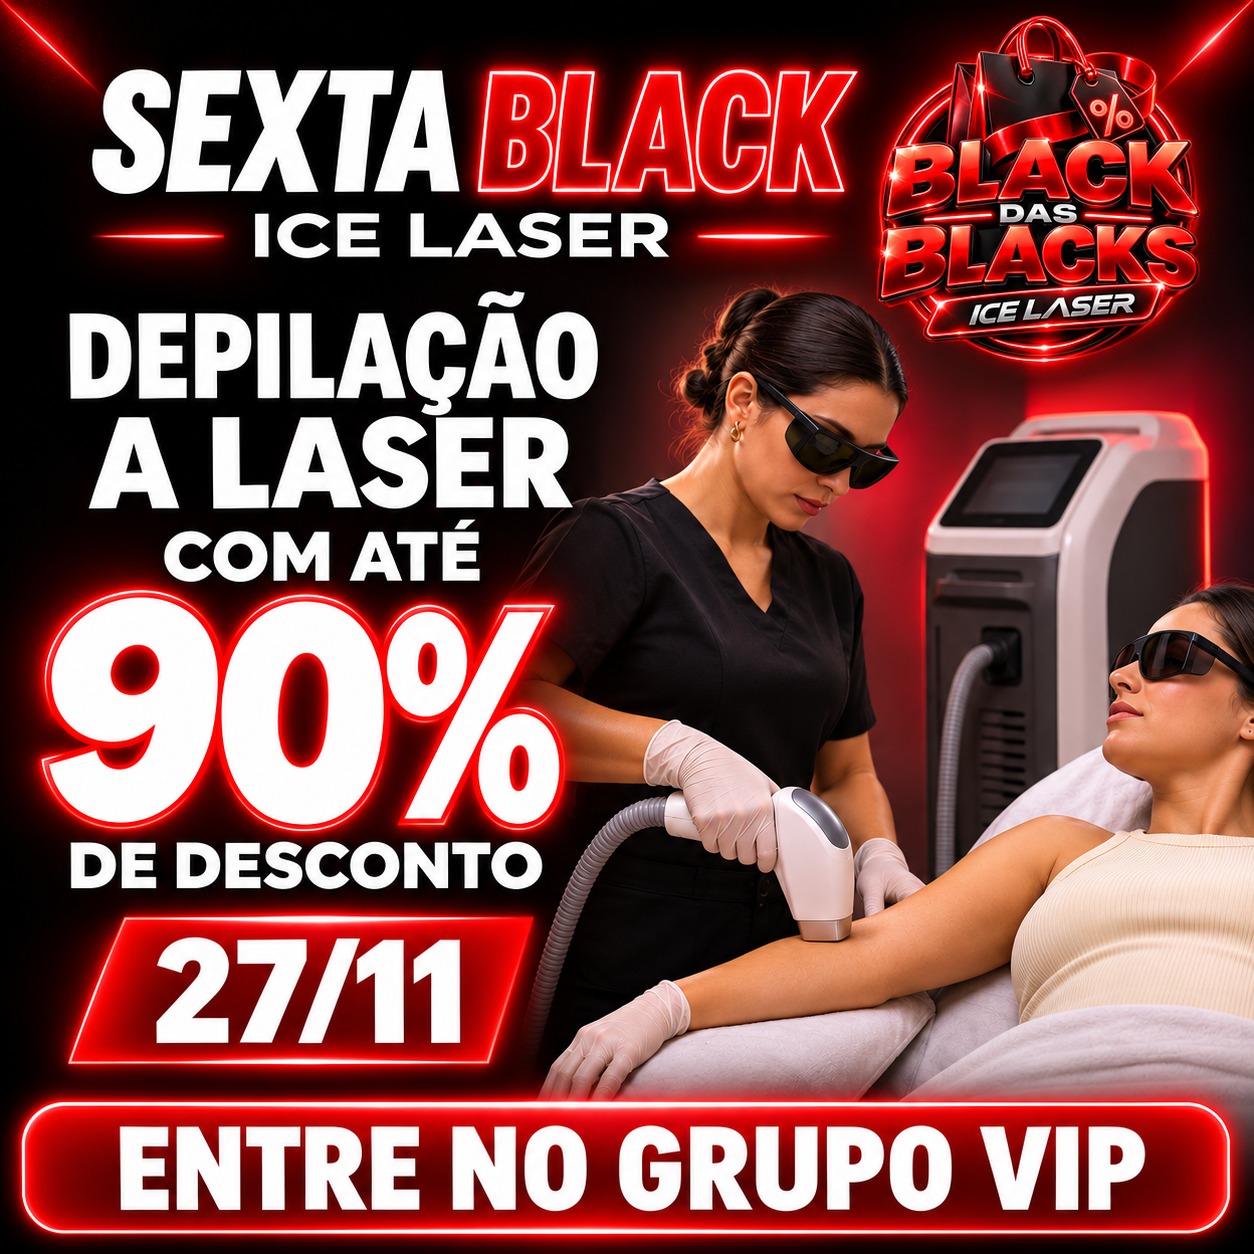 SEXTA BLACK
ICE LASER
BLACK
DAS
BLACKS
ICE LASER
%
DEPILAÇÃO
A LASER
COM ATÉ
90%
DE DESCONTO
27/11
ENTRE NO GRUPO VIP